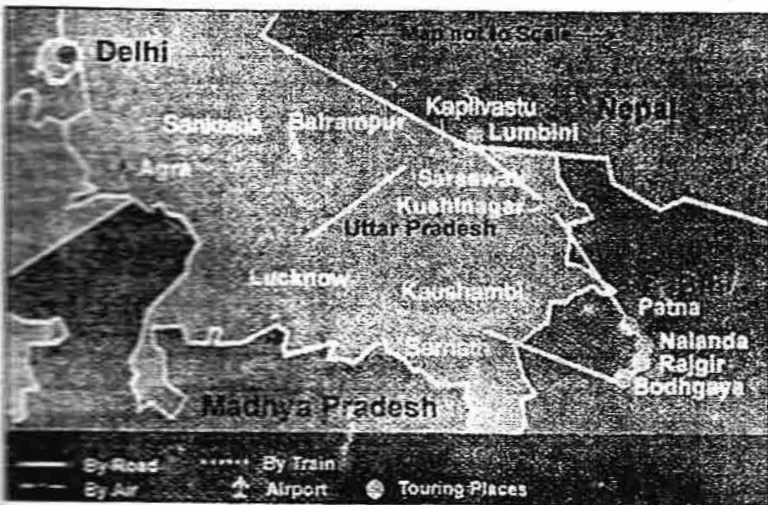 Map not to Scale
Delhi
Kapilvastu
Nepal
Sankasia
Balrampur
Lumbini
Agra
Kushinagar
Uttar Pradesh
Lucknow
Kaushambi
Patna
Sarnath
Nalanda
Rajgir
Bodhgaya
Madhya Pradesh
By Road
By Train
By Air
Airport
Touring Places